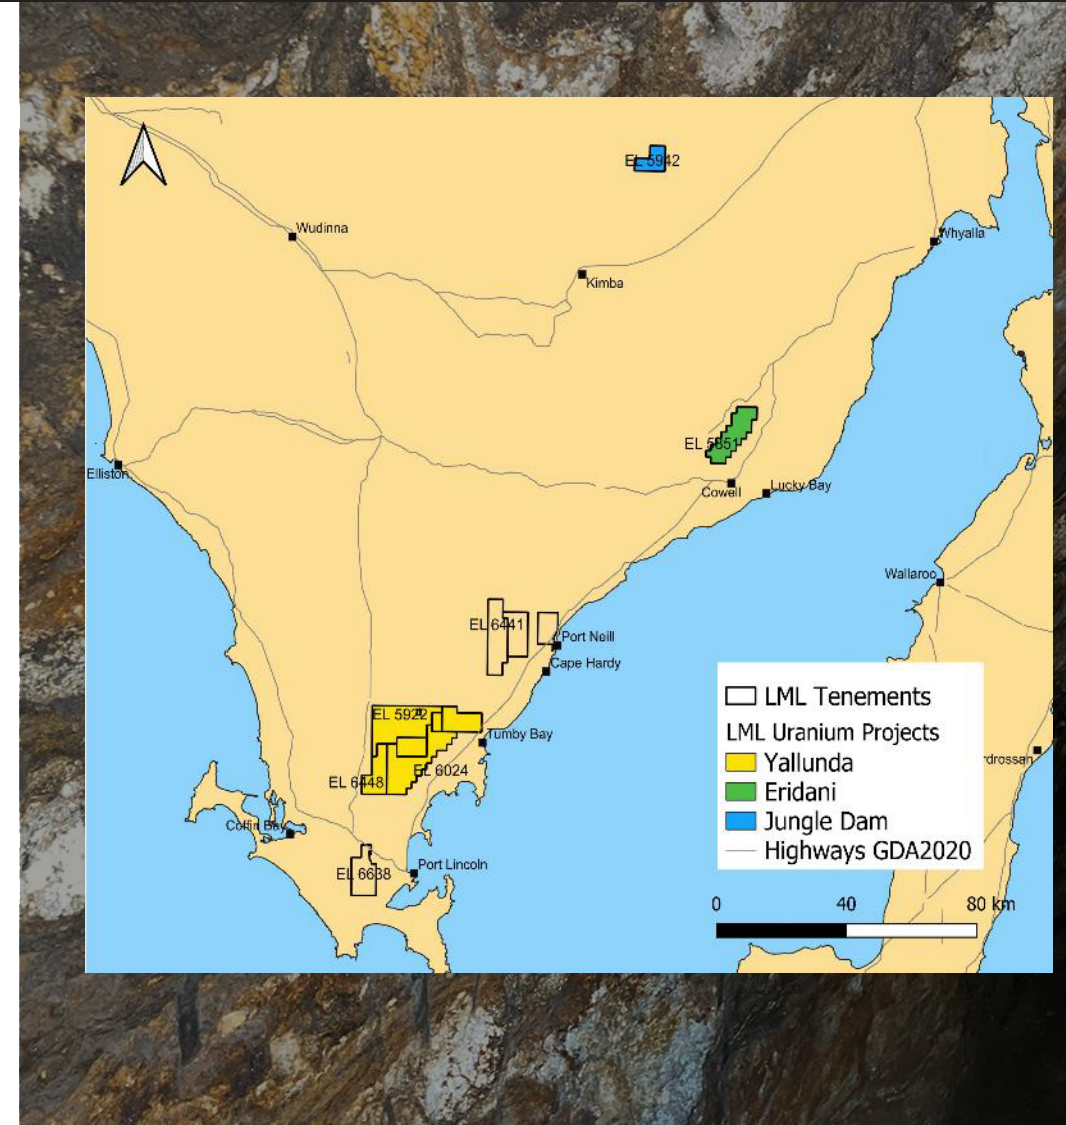 EL 5942
Wudinna
Whyalla
Kimba
EL 5851
Elliston
Cowell
Lucky Bay
Wallaroo
EL 6441
Port Neill
Cape Hardy
EL 5922
Tumby Bay
EL 6024
EL 6448
rdrossan
Coffin Bay
Port Lincoln
EL 6638
LML Tenements
LML Uranium Projects
Yallunda
Eridani
Jungle Dam
Highways GDA2020
0 40 80 km